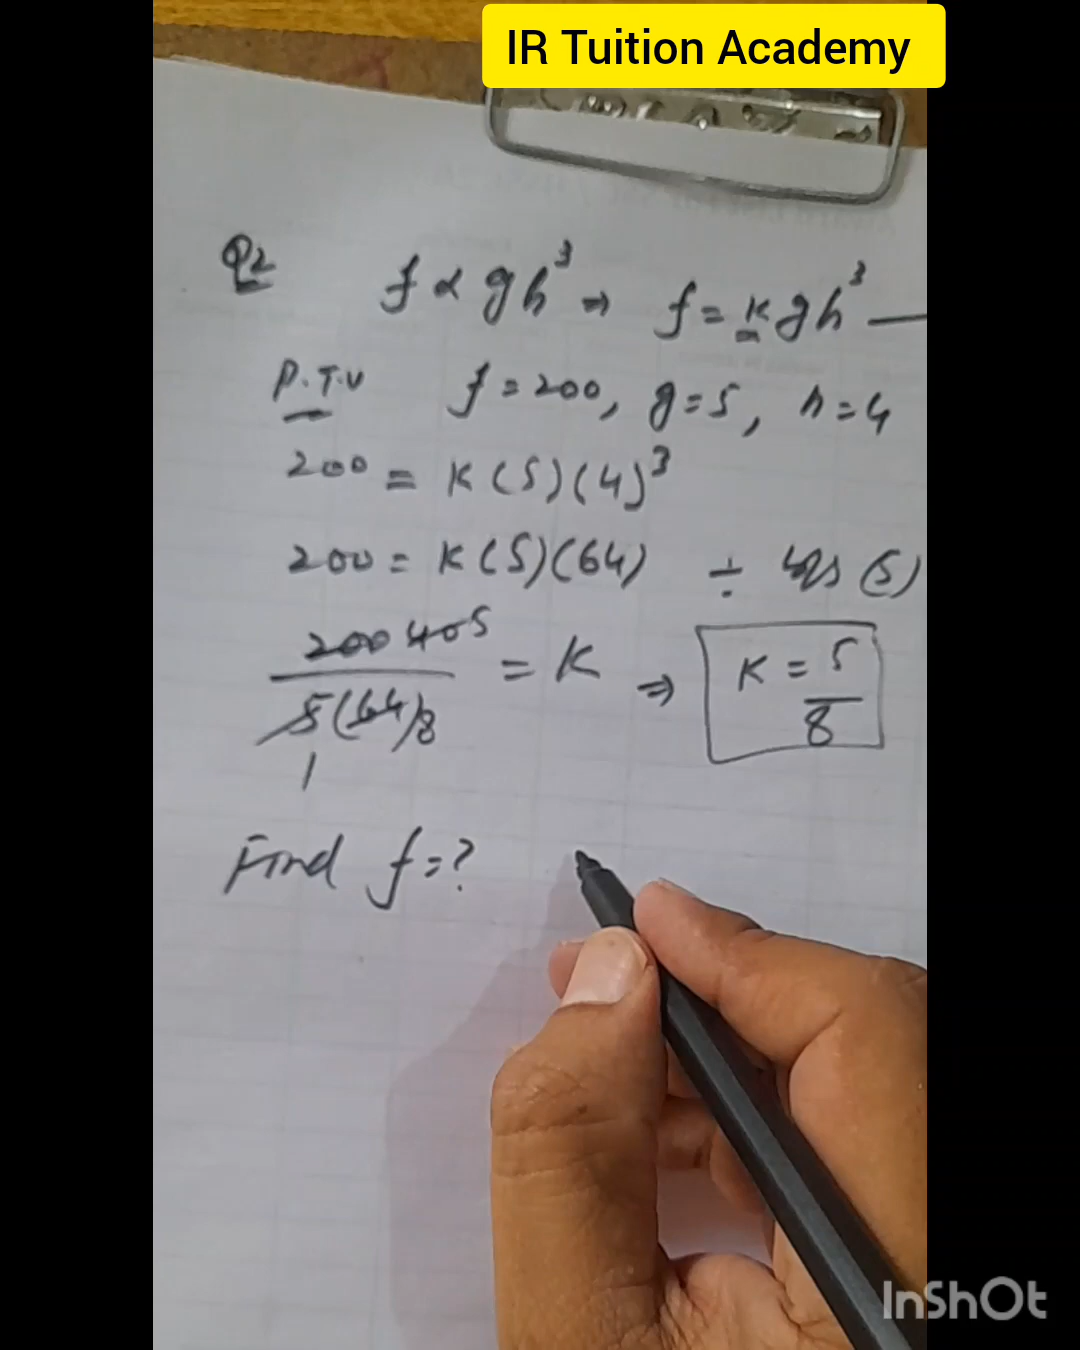 IR Tuition Academy
Q2 f ∝ gh³ ⇒ f = kgh³ —
P.T.V f = 200, g = 5, h = 4
200 = K(5)(4)³
200 = K(5)(64) ÷ (5)
200 40 5 / 5(64)8 = K ⇒ K = 5/8
1
Find f = ?
InShOt